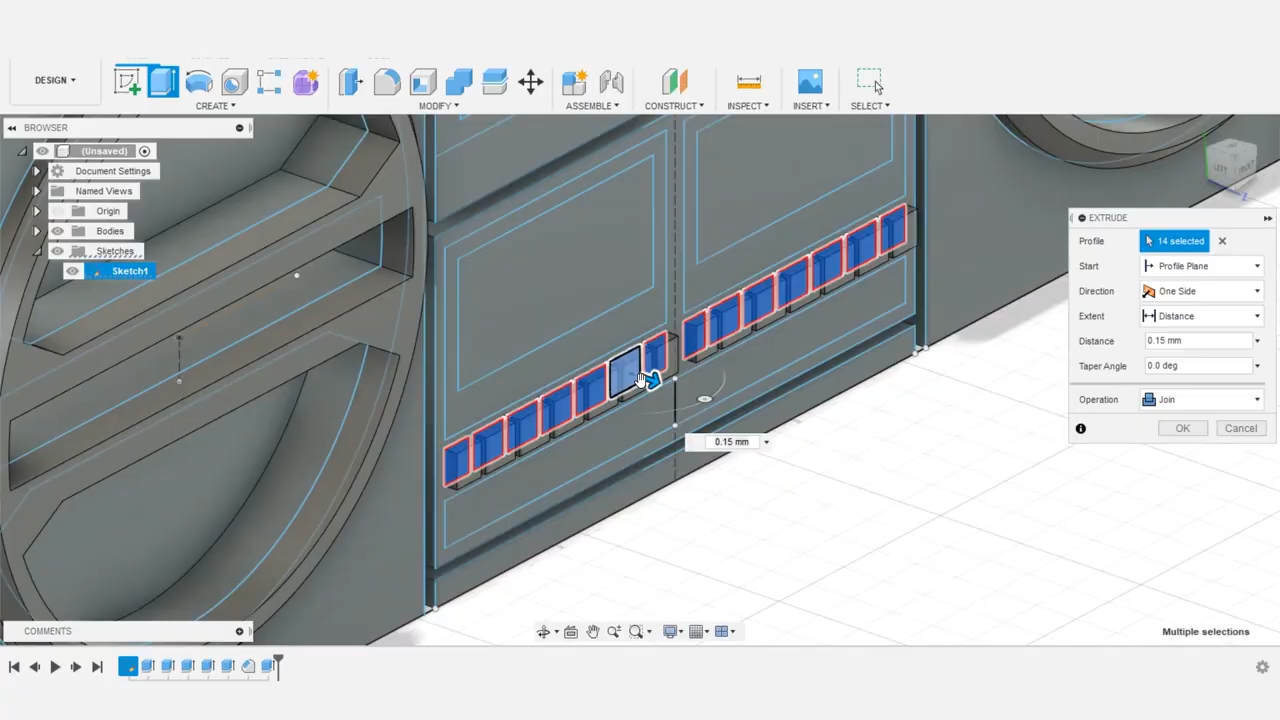 DESIGN
CREATE
MODIFY
ASSEMBLE
CONSTRUCT
INSPECT
INSERT
SELECT
BROWSER
(Unsaved)
Document Settings
Named Views
Origin
Bodies
Sketches
Sketch1
EXTRUDE
Profile 14 selected
Start Profile Plane
Direction One Side
Extent Distance
Distance 0.15 mm
Taper Angle 0.0 deg
Operation Join
OK Cancel
0.15 mm
COMMENTS
Multiple selections